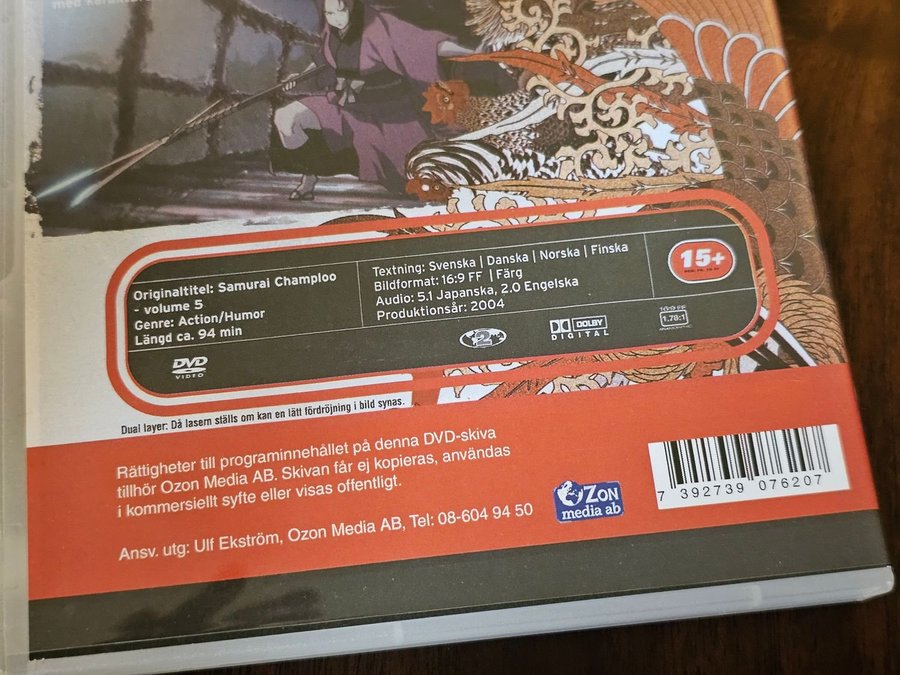 Originaltitel: Samurai Champloo
- volume 5
Genre: Action/Humor
Längd ca. 94 min
Textning: Svenska | Danska | Norska | Finska
Bildformat: 16:9 FF | Färg
Audio: 5.1 Japanska, 2.0 Engelska
Produktionsår: 2004
15+
DVD
VIDEO
2
DOLBY
DIGITAL
16:9 FF
1.78:1
Dual layer: Då lasern ställs om kan en lätt fördröjning i bild synas.
Rättigheter till programinnehållet på denna DVD-skiva
tillhör Ozon Media AB. Skivan får ej kopieras, användas
i kommersiellt syfte eller visas offentligt.
Ansv. utg: Ulf Ekström, Ozon Media AB, Tel: 08-604 94 50
OZON
media ab
7 392739 076207